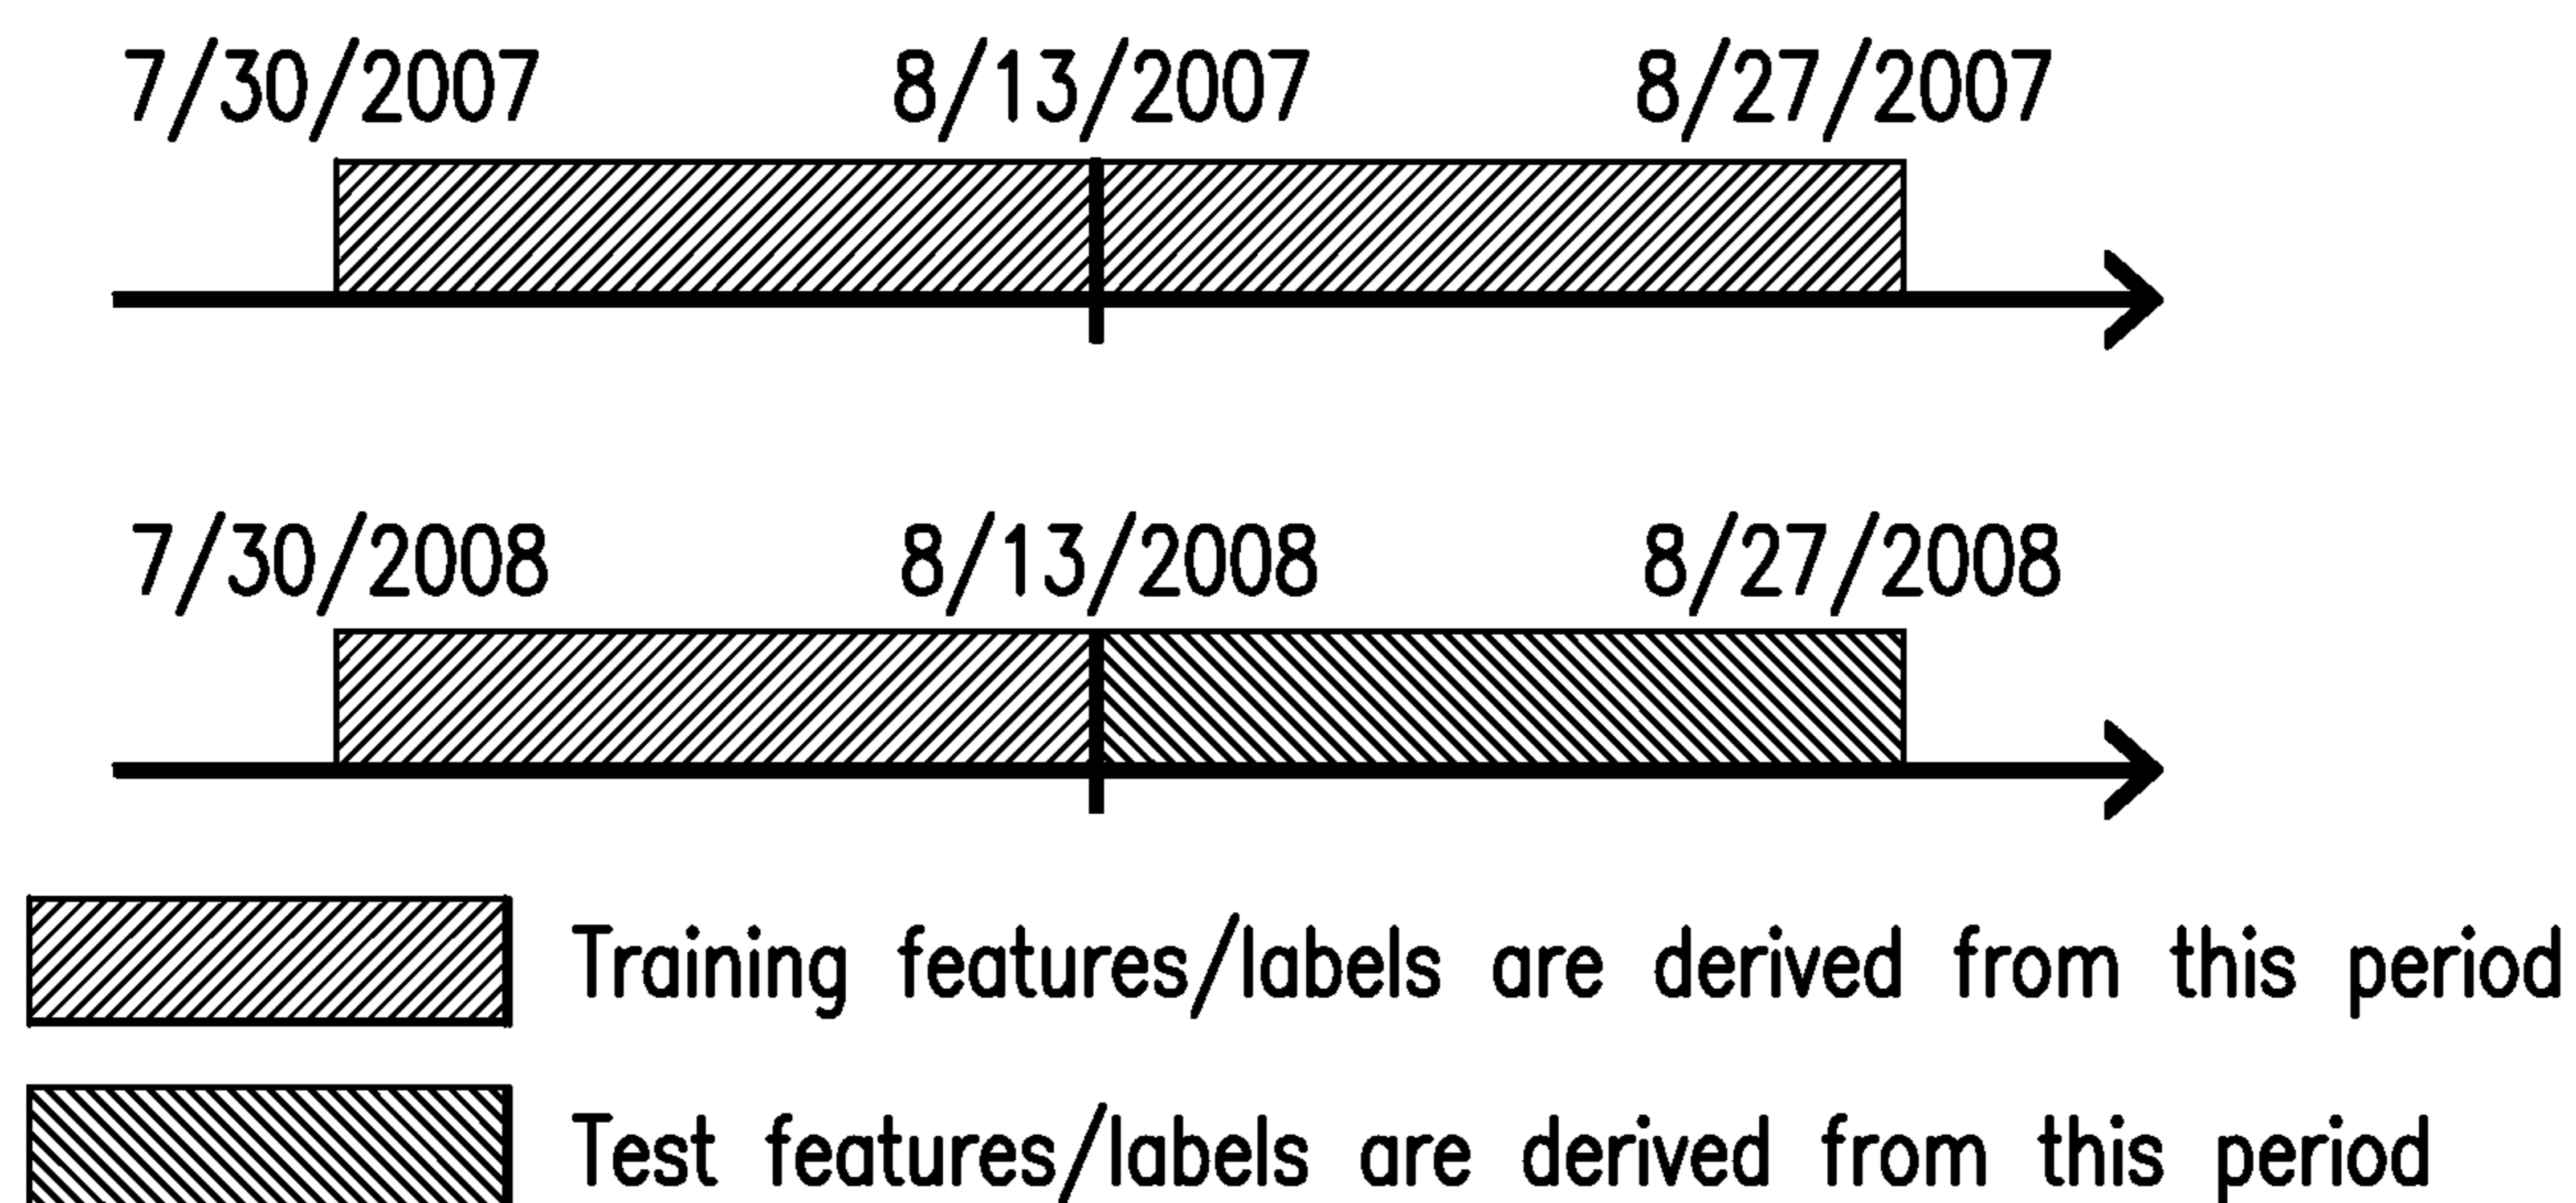 7/30/2007 8/13/2007 8/27/2007
7/30/2008 8/13/2008 8/27/2008
Training features/labels are derived from this period
Test features/labels are derived from this period